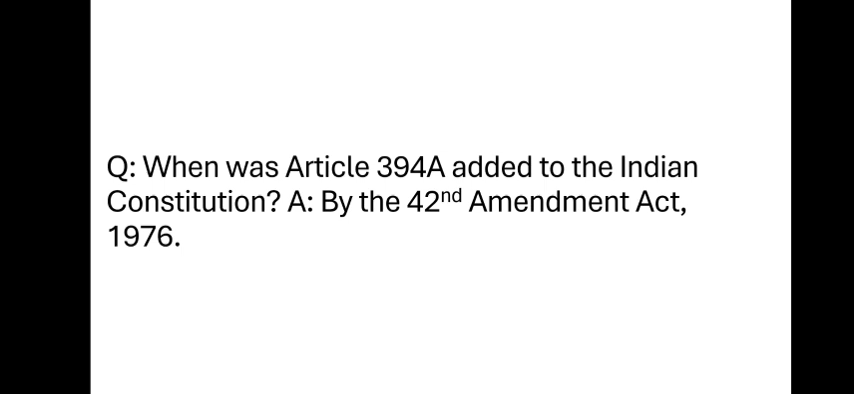 Q: When was Article 394A added to the Indian
Constitution? A: By the 42nd Amendment Act,
1976.